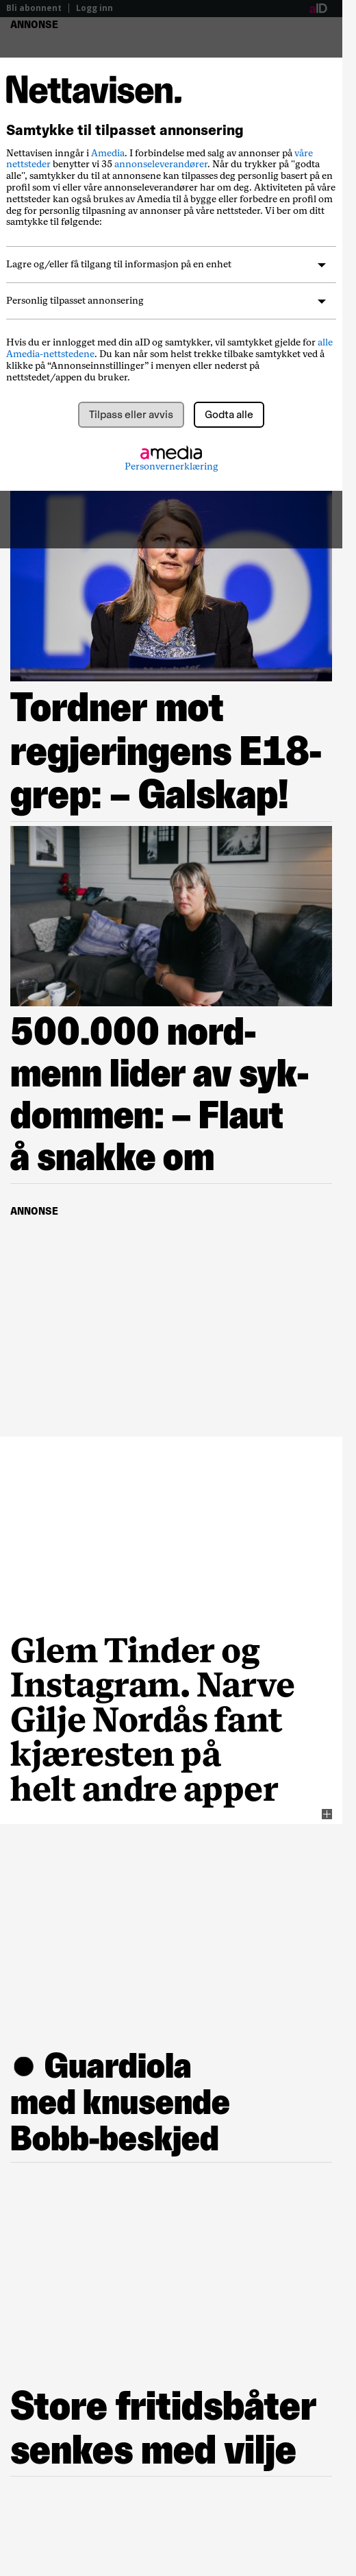 Bli abonnent | Logg inn
aID
ANNONSE
Nettavisen.
Samtykke til tilpasset annonsering
Nettavisen inngår i Amedia. I forbindelse med salg av annonser på våre
nettsteder benytter vi 35 annonseleverandører. Når du trykker på "godta
alle", samtykker du til at annonsene kan tilpasses deg personlig basert på en
profil som vi eller våre annonseleverandører har om deg. Aktiviteten på våre
nettsteder kan også brukes av Amedia til å bygge eller forbedre en profil om
deg for personlig tilpasning av annonser på våre nettsteder. Vi ber om ditt
samtykke til følgende:
Lagre og/eller få tilgang til informasjon på en enhet
Personlig tilpasset annonsering
Hvis du er innlogget med din aID og samtykker, vil samtykket gjelde for alle
Amedia-nettstedene. Du kan når som helst trekke tilbake samtykket ved å
klikke på “Annonseinnstillinger” i menyen eller nederst på
nettstedet/appen du bruker.
Tilpass eller avvis
Godta alle
amedia
Personvernerklæring
Tordner mot
regjeringens E18-
grep: – Galskap!
500.000 nord-
menn lider av syk-
dommen: – Flaut
å snakke om
ANNONSE
Glem Tinder og
Instagram. Narve
Gilje Nordås fant
kjæresten på
helt andre apper
● Guardiola
med knusende
Bobb-beskjed
Store fritidsbåter
senkes med vilje